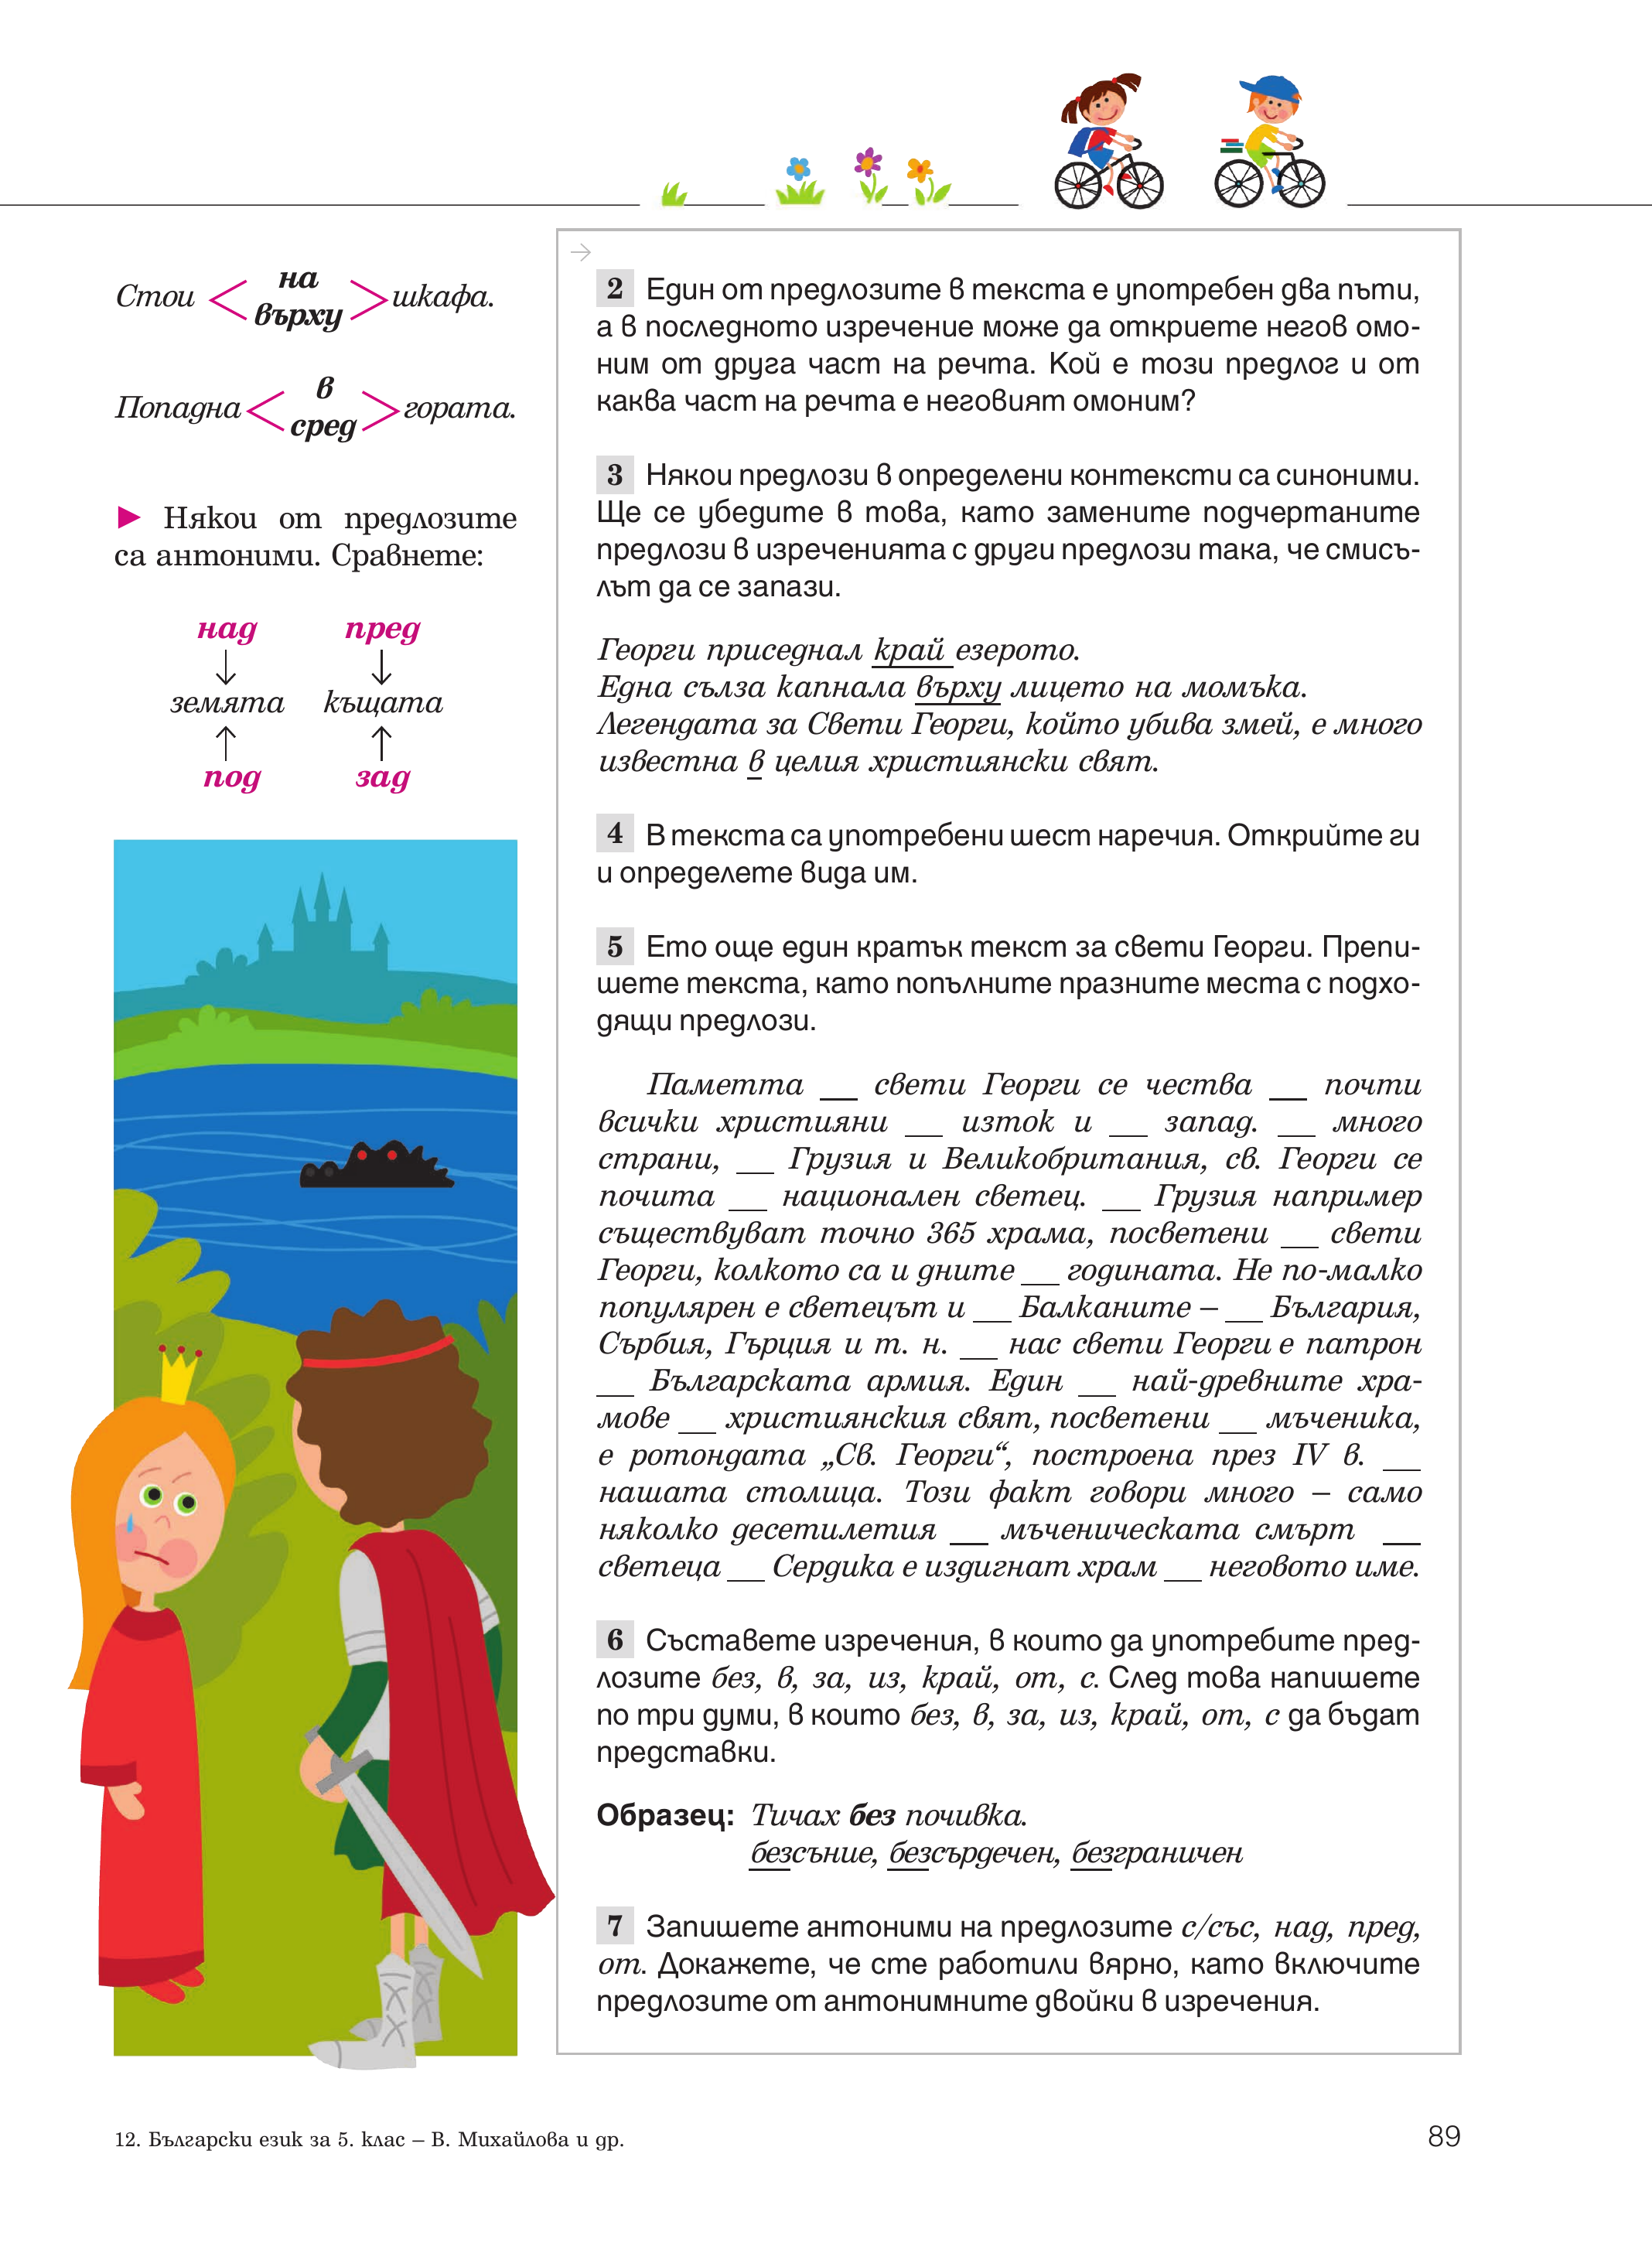 Стои
на
върху
шкафа.
Попадна
в
сред
гората.
► Някои от предлозите
са антоними. Сравнете:
над пред
земята къщата
под зад
2 Един от предлозите в текста е употребен два пъти,
а в последното изречение може да откриете негов омо-
ним от друга част на речта. Кой е този предлог и от
каква част на речта е неговият омоним?
3 Някои предлози в определени контексти са синоними.
Ще се убедите в това, като замените подчертаните
предлози в изреченията с други предлози така, че смисъ-
лът да се запази.
Георги приседнал край езерото.
Една сълза капнала върху лицето на момъка.
Легендата за Свети Георги, който убива змей, е много
известна в целия християнски свят.
4 В текста са употребени шест наречия. Открийте ги
и определете вида им.
5 Ето още един кратък текст за свети Георги. Препи-
шете текста, като попълните празните места с подхо-
дящи предлози.
Паметта __ свети Георги се чества __ почти
всички християни __ изток и __ запад. __ много
страни, __ Грузия и Великобритания, св. Георги се
почита __ национален светец. __ Грузия например
съществуват точно 365 храма, посветени __ свети
Георги, колкото са и дните __ годината. Не по-малко
популярен е светецът и __ Балканите – __ България,
Сърбия, Гърция и т. н. __ нас свети Георги е патрон
__ Българската армия. Един __ най-древните хра-
мове __ християнския свят, посветени __ мъченика,
е ротондата „Св. Георги“, построена през IV в. __
нашата столица. Този факт говори много – само
няколко десетилетия __ мъченическата смърт __
светеца __ Сердика е издигнат храм __ неговото име.
6 Съставете изречения, в които да употребите пред-
лозите без, в, за, из, край, от, с. След това напишете
по три думи, в които без, в, за, из, край, от, с да бъдат
представки.
Образец: Тичах без почивка.
безсъние, безсърдечен, безграничен
7 Запишете антоними на предлозите с/със, над, пред,
от. Докажете, че сте работили вярно, като включите
предлозите от антонимните двойки в изречения.
12. Български език за 5. клас – В. Михайлова и др.
89